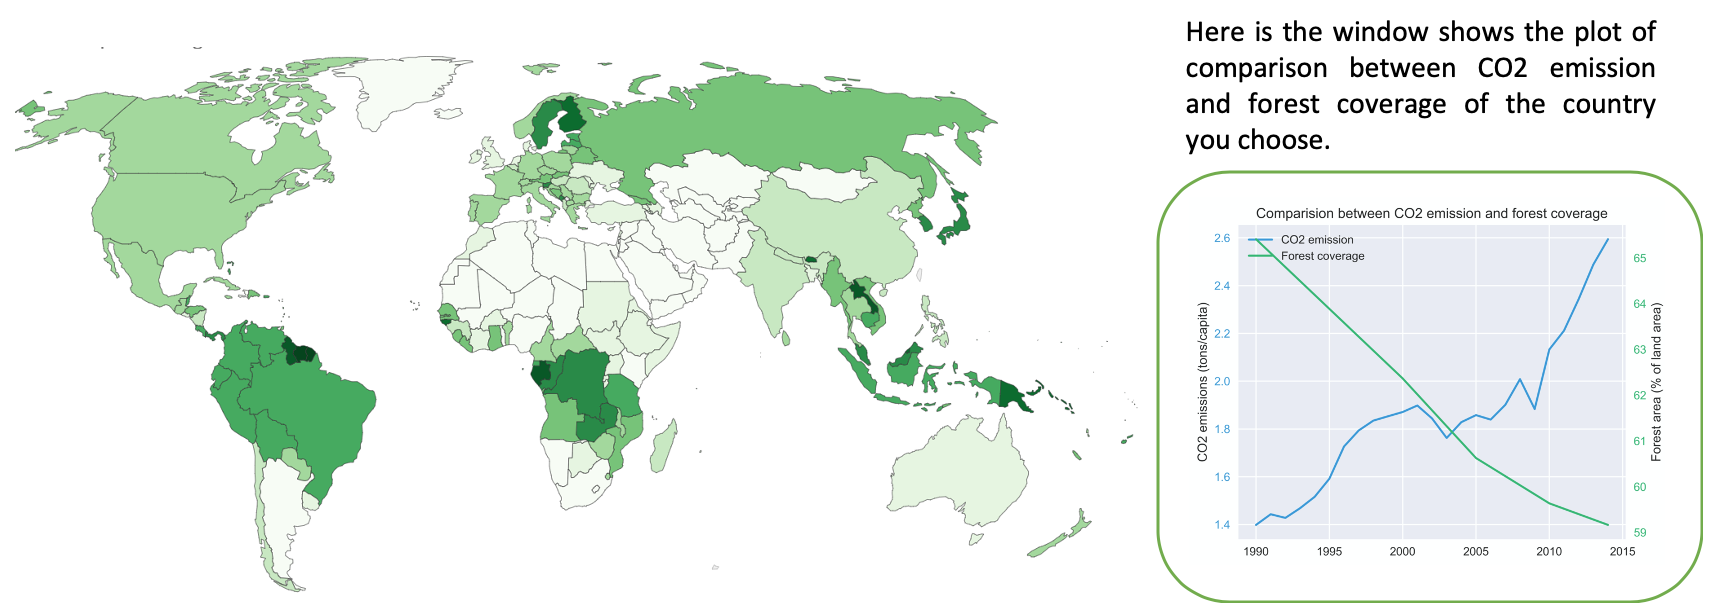 Here is the window shows the plot of
comparison between CO2 emission
and forest coverage of the country
you choose.
Comparision between CO2 emission and forest coverage
CO2 emission
Forest coverage
CO2 emissions (tons/capita)
2.6
2.4
2.2
2.0
1.8
1.6
1.4
65
64
63
62
61
60
59
Forest area (% of land area)
1990 1995 2000 2005 2010 2015